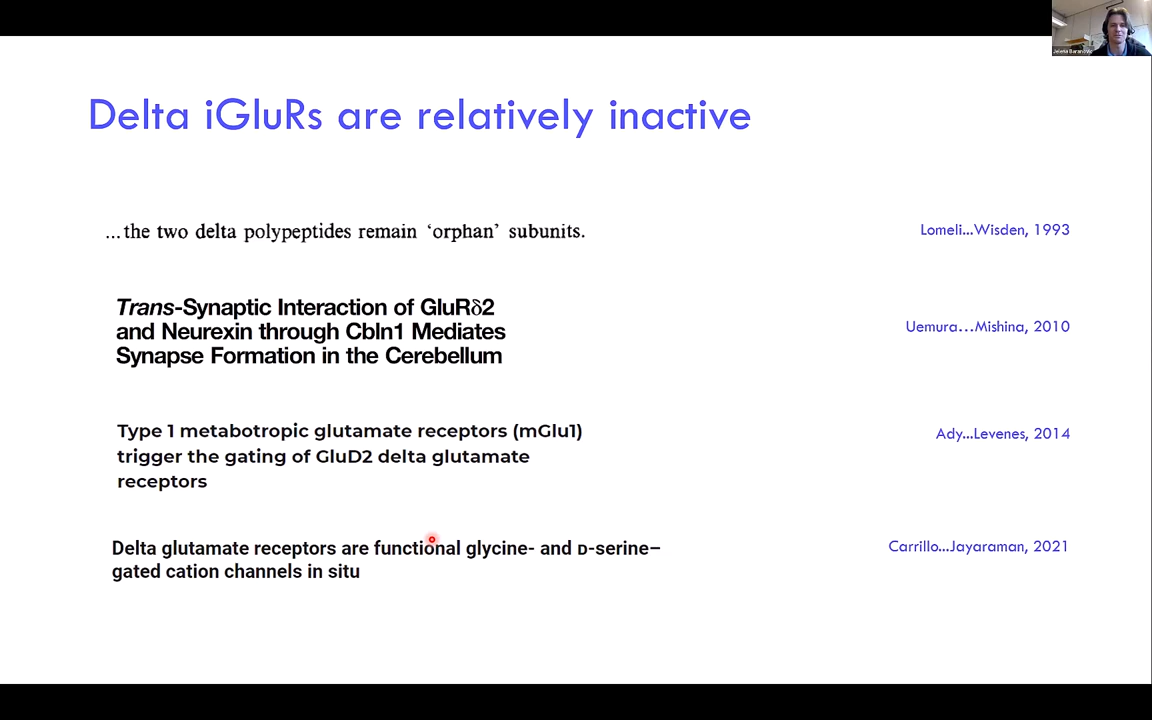 Jelena Baranovic
Delta iGluRs are relatively inactive
...the two delta polypeptides remain ‘orphan’ subunits.
Lomeli...Wisden, 1993
Trans-Synaptic Interaction of GluRδ2
and Neurexin through Cbln1 Mediates
Synapse Formation in the Cerebellum
Uemura...Mishina, 2010
Type 1 metabotropic glutamate receptors (mGlu1)
trigger the gating of GluD2 delta glutamate
receptors
Ady...Levenes, 2014
Delta glutamate receptors are functional glycine- and ᴅ-serine–
gated cation channels in situ
Carrillo...Jayaraman, 2021